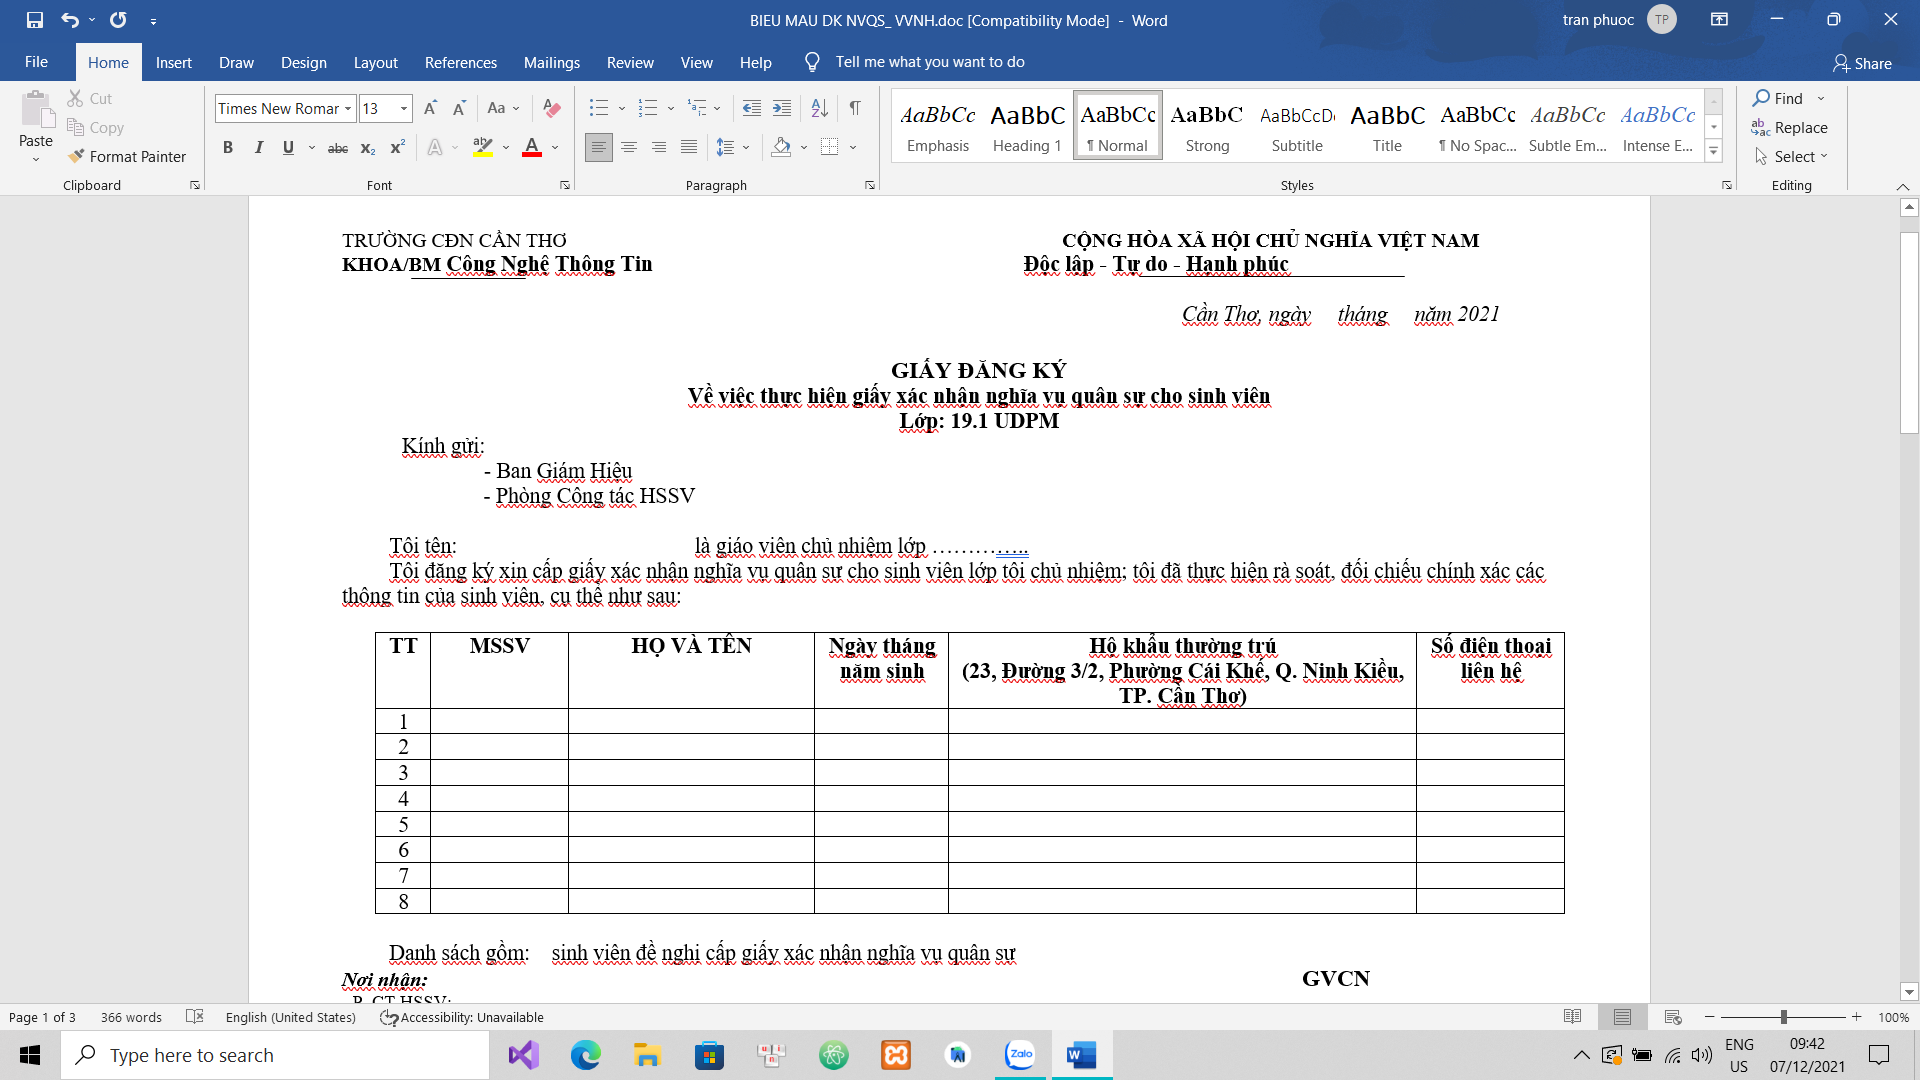 BIEU MAU DK NVQS_ VVNH.doc [Compatibility Mode] - Word
tran phuoc
TP
File
Home
Insert
Draw
Design
Layout
References
Mailings
Review
View
Help
Tell me what you want to do
Share
Paste
Cut
Copy
Format Painter
Clipboard
Times New Romar
13
Font
Paragraph
AaBbCc
AaBbC
AaBbCc
AaBbC
AaBbCcD
AaBbC
AaBbCc
AaBbCc
AaBbCc
Emphasis
Heading 1
¶ Normal
Strong
Subtitle
Title
¶ No Spac...
Subtle Em...
Intense E...
Styles
Find
Replace
Select
Editing
TRƯỜNG CĐN CẦN THƠ
CỘNG HÒA XÃ HỘI CHỦ NGHĨA VIỆT NAM
KHOA/BM Công Nghệ Thông Tin
Độc lập - Tự do - Hạnh phúc
Cần Thơ, ngày tháng năm 2021
GIẤY ĐĂNG KÝ
Về việc thực hiện giấy xác nhận nghĩa vụ quân sự cho sinh viên
Lớp: 19.1 UDPM
Kính gửi:
- Ban Giám Hiệu
- Phòng Công tác HSSV
Tôi tên: là giáo viên chủ nhiệm lớp …………..
Tôi đăng ký xin cấp giấy xác nhận nghĩa vụ quân sự cho sinh viên lớp tôi chủ nhiệm; tôi đã thực hiện rà soát, đối chiếu chính xác các
thông tin của sinh viên, cụ thể như sau:
TT
MSSV
HỌ VÀ TÊN
Ngày tháng
năm sinh
Hộ khẩu thường trú
(23, Đường 3/2, Phường Cái Khế, Q. Ninh Kiều,
TP. Cần Thơ)
Số điện thoại
liên hệ
1
2
3
4
5
6
7
8
Danh sách gồm: sinh viên đề nghị cấp giấy xác nhận nghĩa vụ quân sự
Nơi nhận:
GVCN
P. CT HSSV;
Page 1 of 3
366 words
English (United States)
Accessibility: Unavailable
100%
Type here to search
Zalo
ENG
US
09:42
07/12/2021